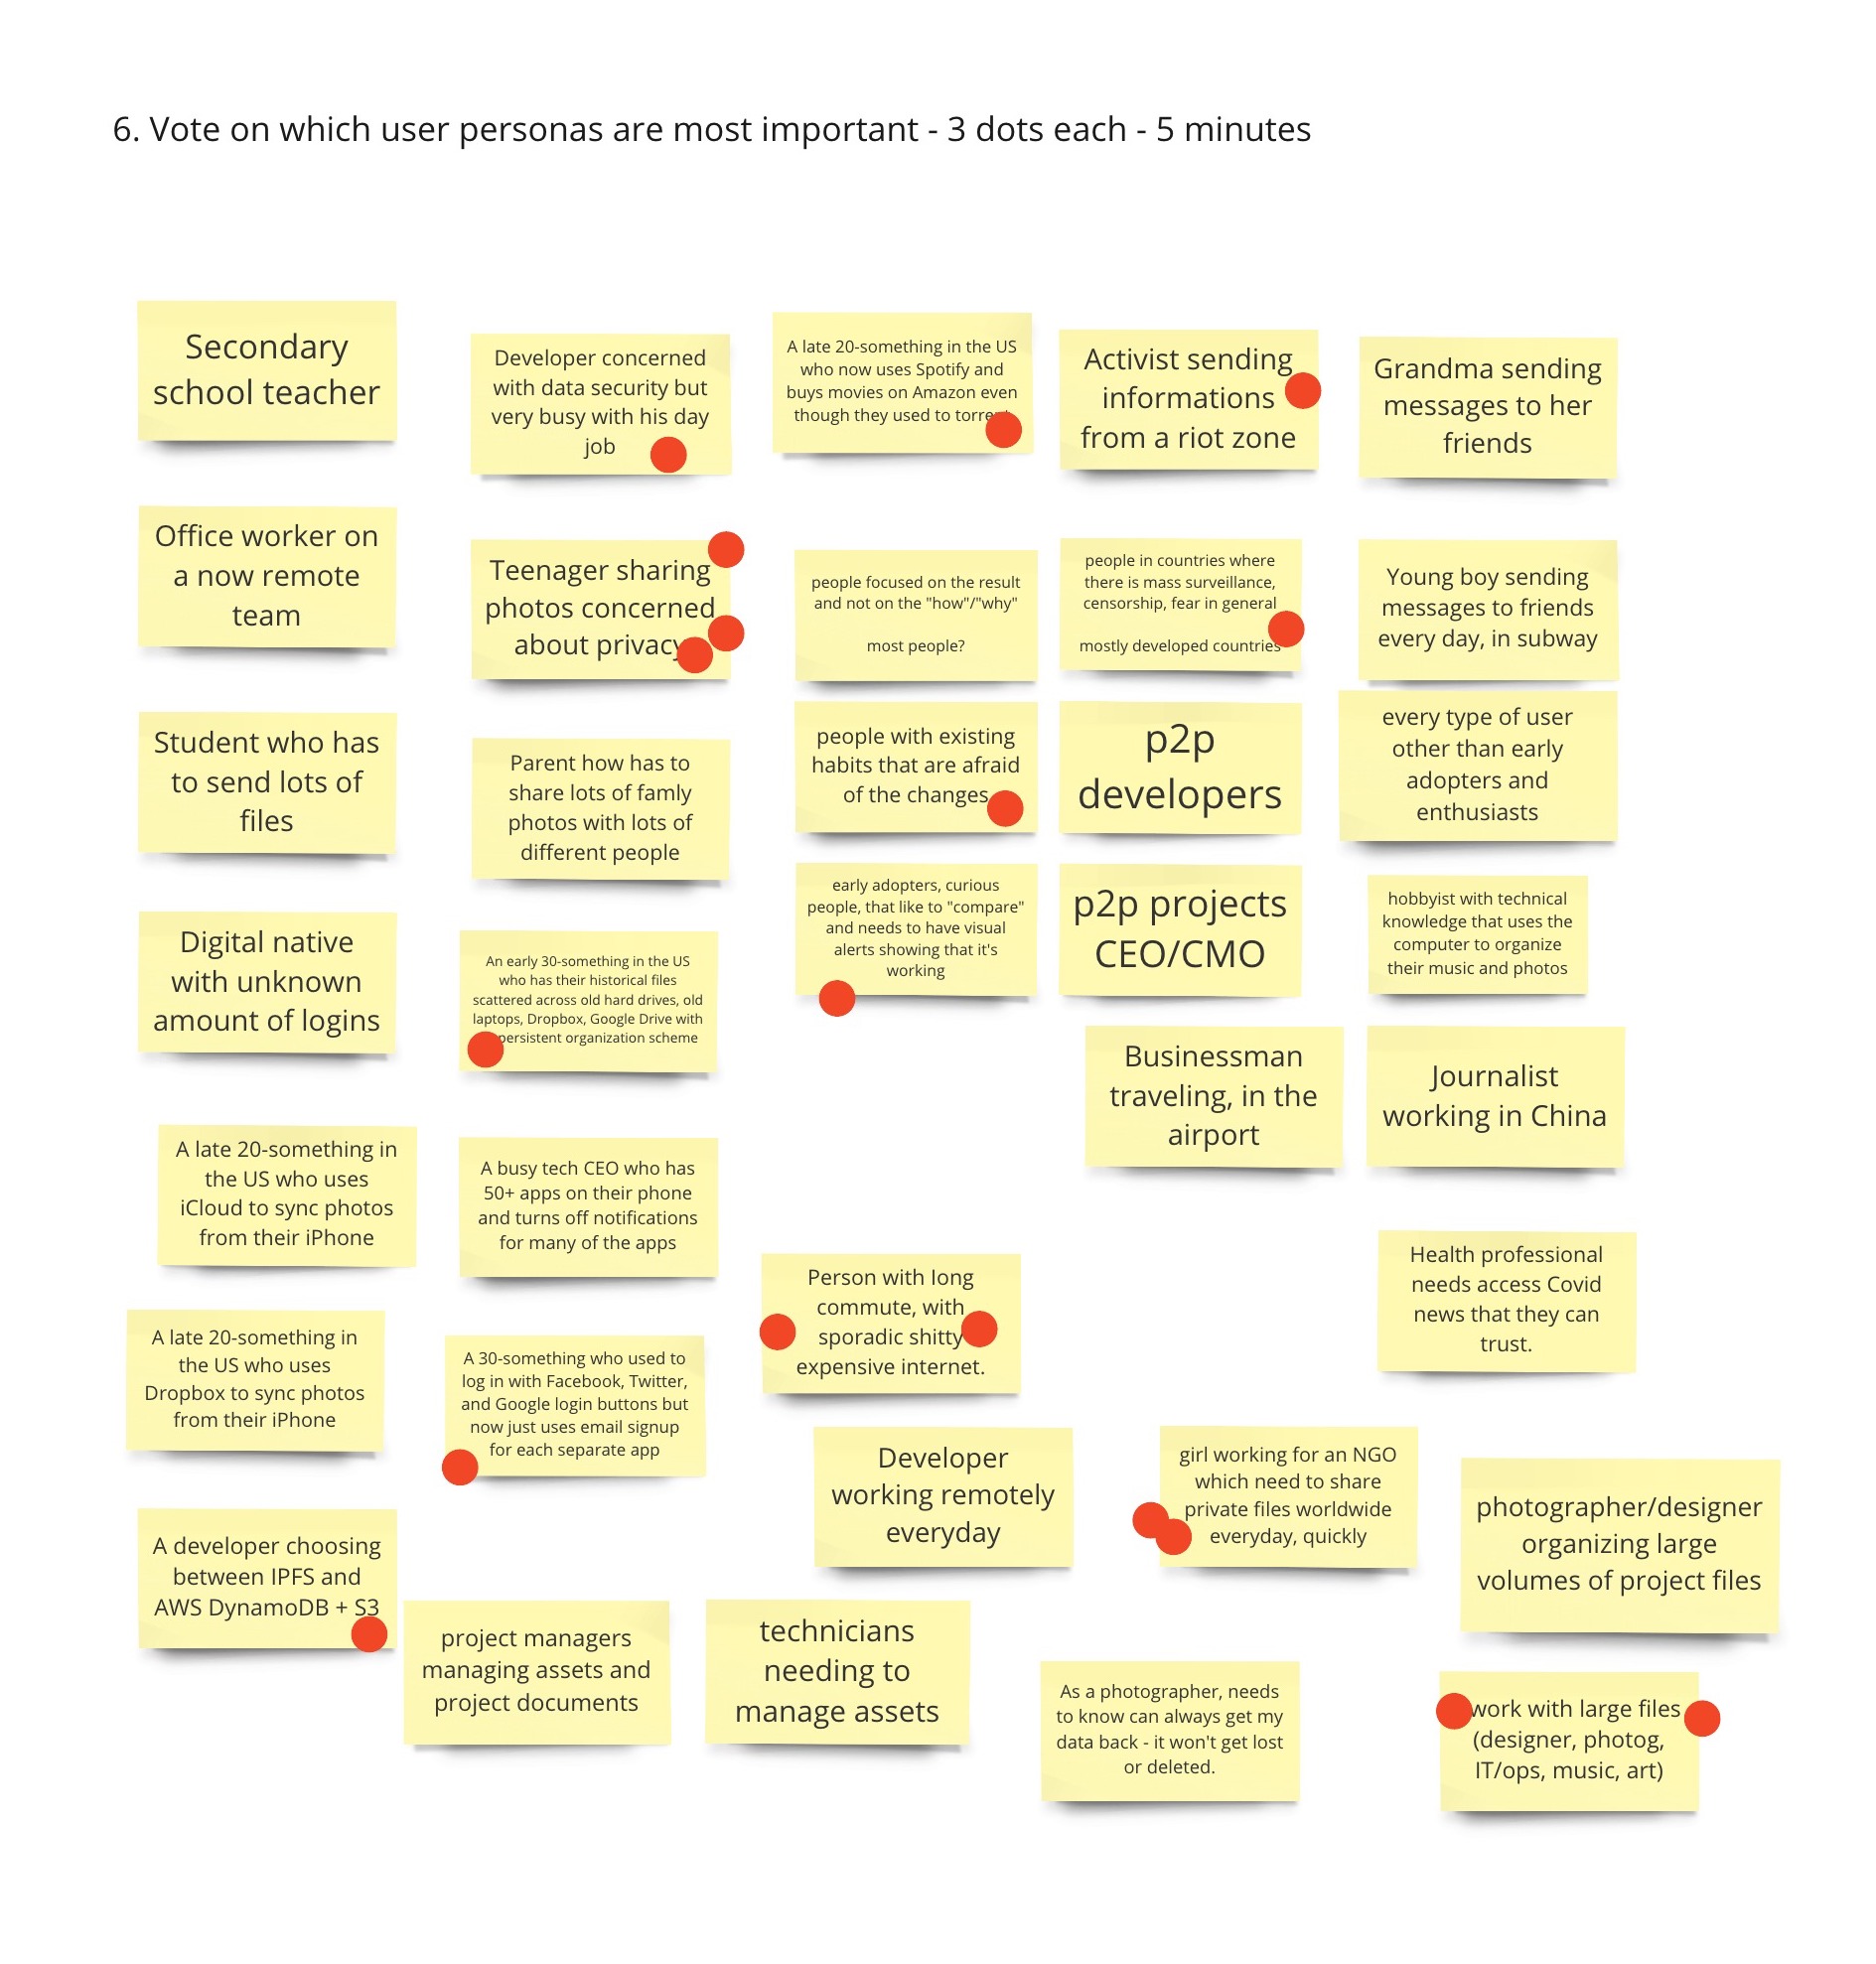 6. Vote on which user personas are most important - 3 dots each - 5 minutes
Secondary
school teacher
Developer concerned
with data security but
very busy with his day
job
A late 20-something in the US
who now uses Spotify and
buys movies on Amazon even
though they used to torrent
Activist sending
informations
from a riot zone
Grandma sending
messages to her
friends
Office worker on
a now remote
team
Teenager sharing
photos concerned
about privacy
people focused on the result
and not on the "how"/"why"
most people?
people in countries where
there is mass surveillance,
censorship, fear in general
mostly developed countries
Young boy sending
messages to friends
every day, in subway
Student who has
to send lots of
files
Parent how has to
share lots of famly
photos with lots of
different people
people with existing
habits that are afraid
of the changes
p2p
developers
every type of user
other than early
adopters and
enthusiasts
Digital native
with unknown
amount of logins
An early 30-something in the US
who has their historical files
scattered across old hard drives, old
laptops, Dropbox, Google Drive with
persistent organization scheme
early adopters, curious
people, that like to "compare"
and needs to have visual
alerts showing that it's
working
p2p projects
CEO/CMO
hobbyist with technical
knowledge that uses the
computer to organize
their music and photos
Businessman
traveling, in the
airport
Journalist
working in China
A late 20-something in
the US who uses
iCloud to sync photos
from their iPhone
A busy tech CEO who has
50+ apps on their phone
and turns off notifications
for many of the apps
Person with long
commute, with
sporadic shitty
expensive internet.
Health professional
needs access Covid
news that they can
trust.
A late 20-something in
the US who uses
Dropbox to sync photos
from their iPhone
A 30-something who used to
log in with Facebook, Twitter,
and Google login buttons but
now just uses email signup
for each separate app
Developer
working remotely
everyday
girl working for an NGO
which need to share
private files worldwide
everyday, quickly
photographer/designer
organizing large
volumes of project files
A developer choosing
between IPFS and
AWS DynamoDB + S3
project managers
managing assets and
project documents
technicians
needing to
manage assets
As a photographer, needs
to know can always get my
data back - it won't get lost
or deleted.
work with large files
(designer, photog,
IT/ops, music, art)